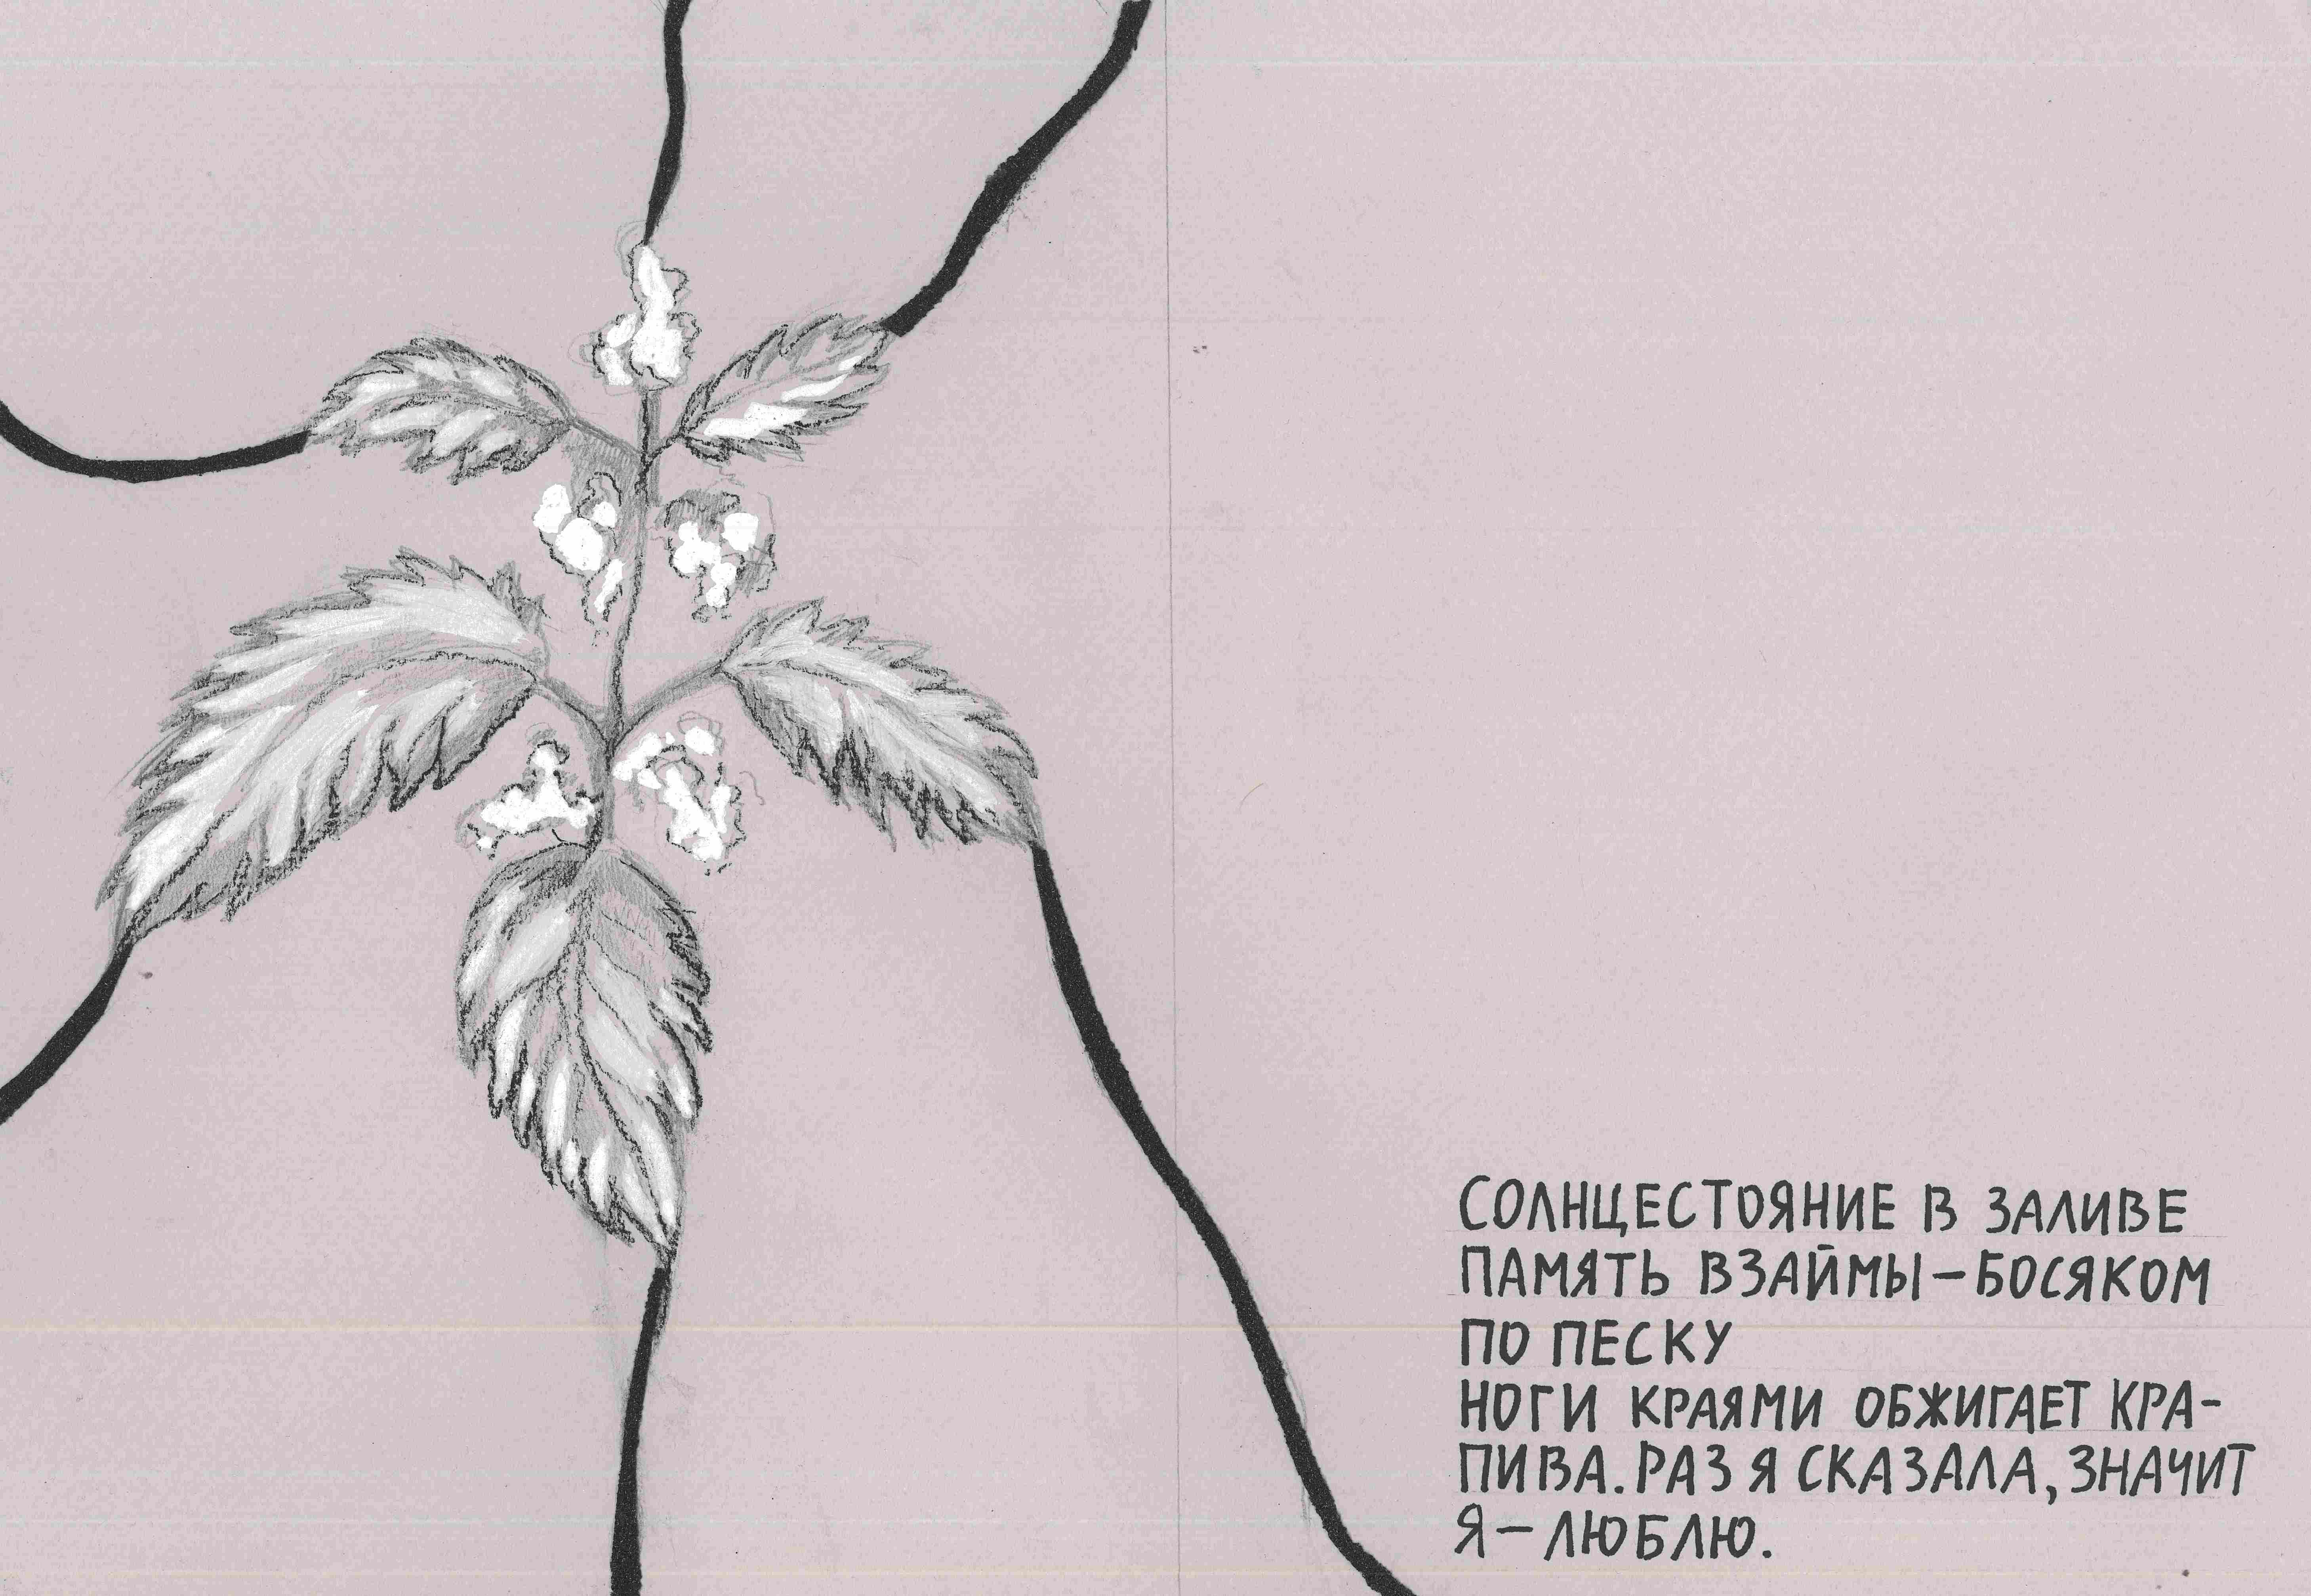 СОЛНЦЕСТОЯНИЕ В ЗАЛИВЕ
ПАМЯТЬ ВЗАЙМЫ – БОСЯКОМ
ПО ПЕСКУ
НОГИ КРАЯМИ ОБЖИГАЕТ КРА-
ПИВА. РАЗ Я СКАЗАЛА, ЗНАЧИТ
Я – ЛЮБЛЮ.